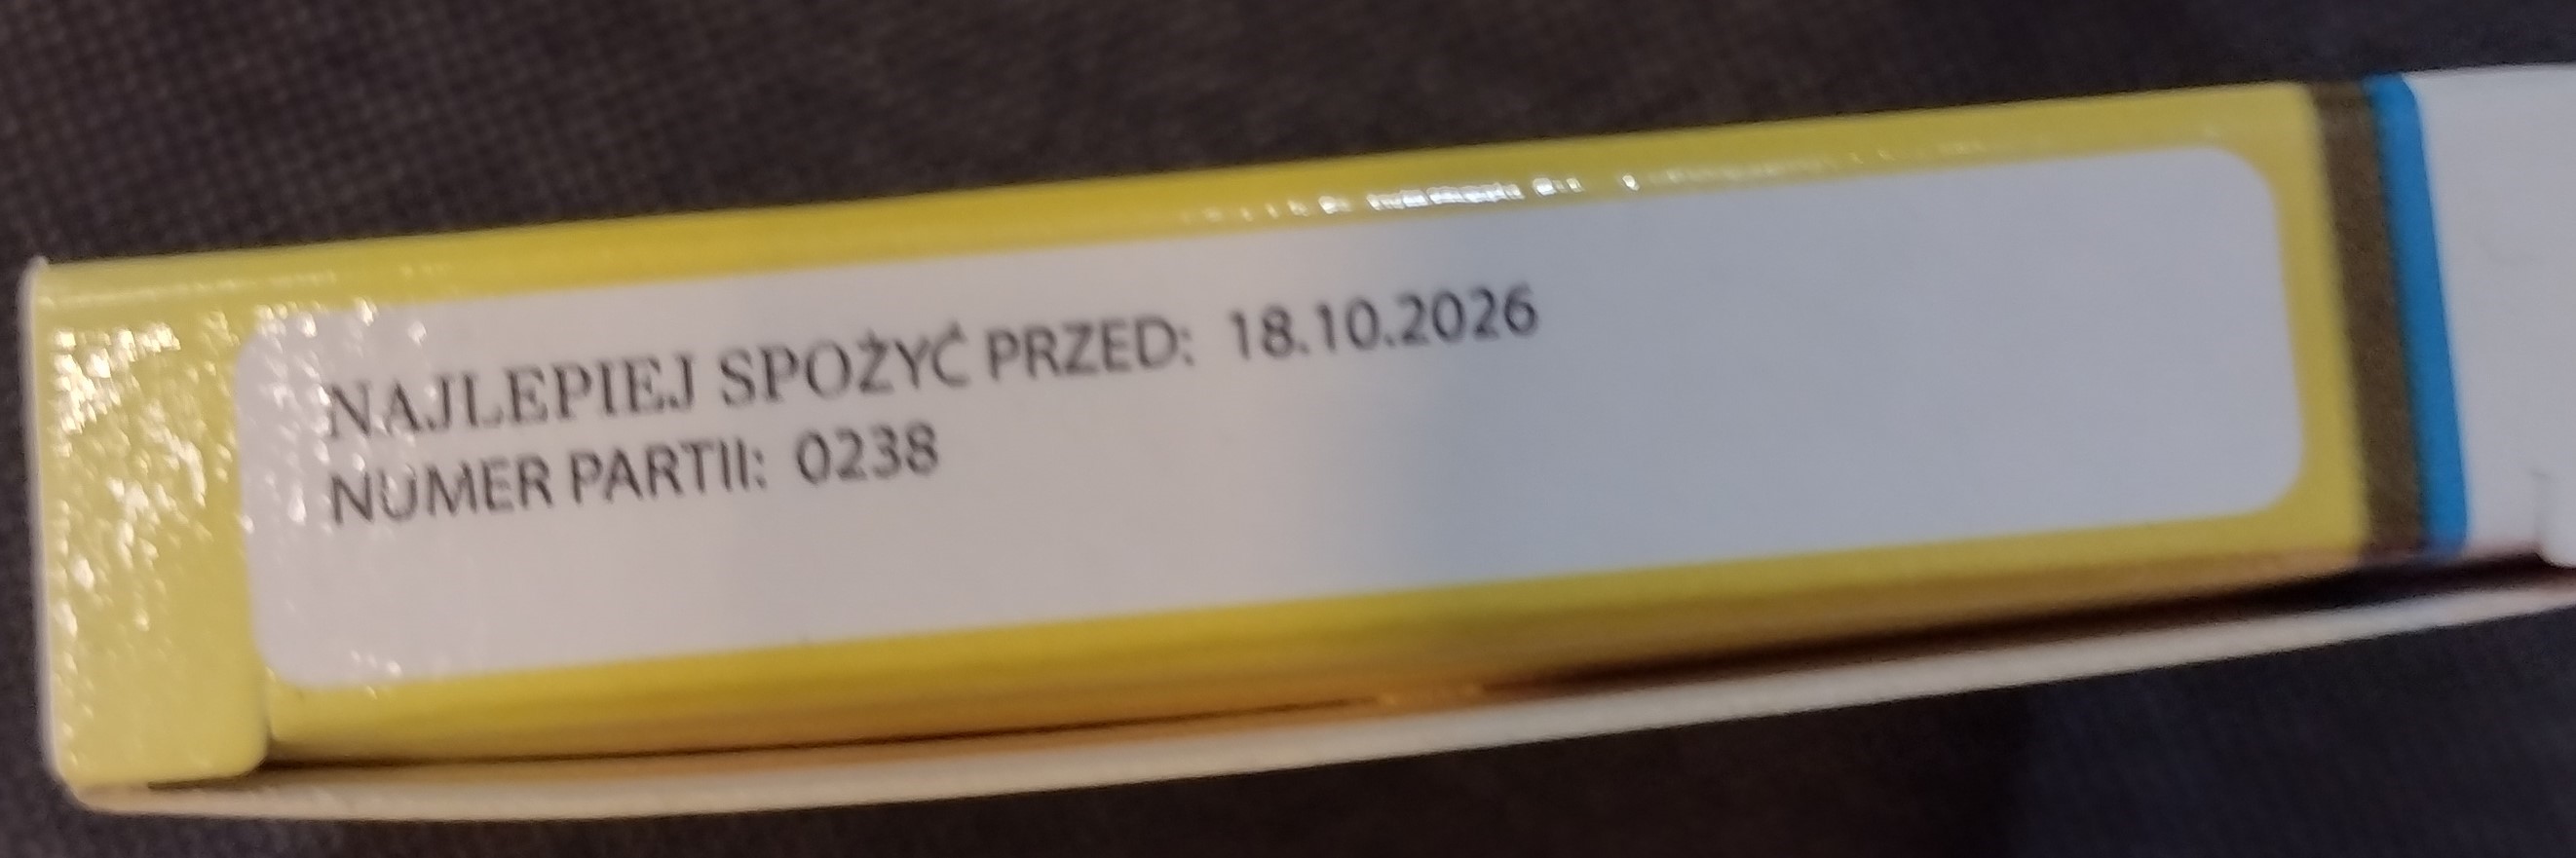 NAJLEPIEJ SPOŻYĆ PRZED: 18.10.2026
NUMER PARTII: 0238